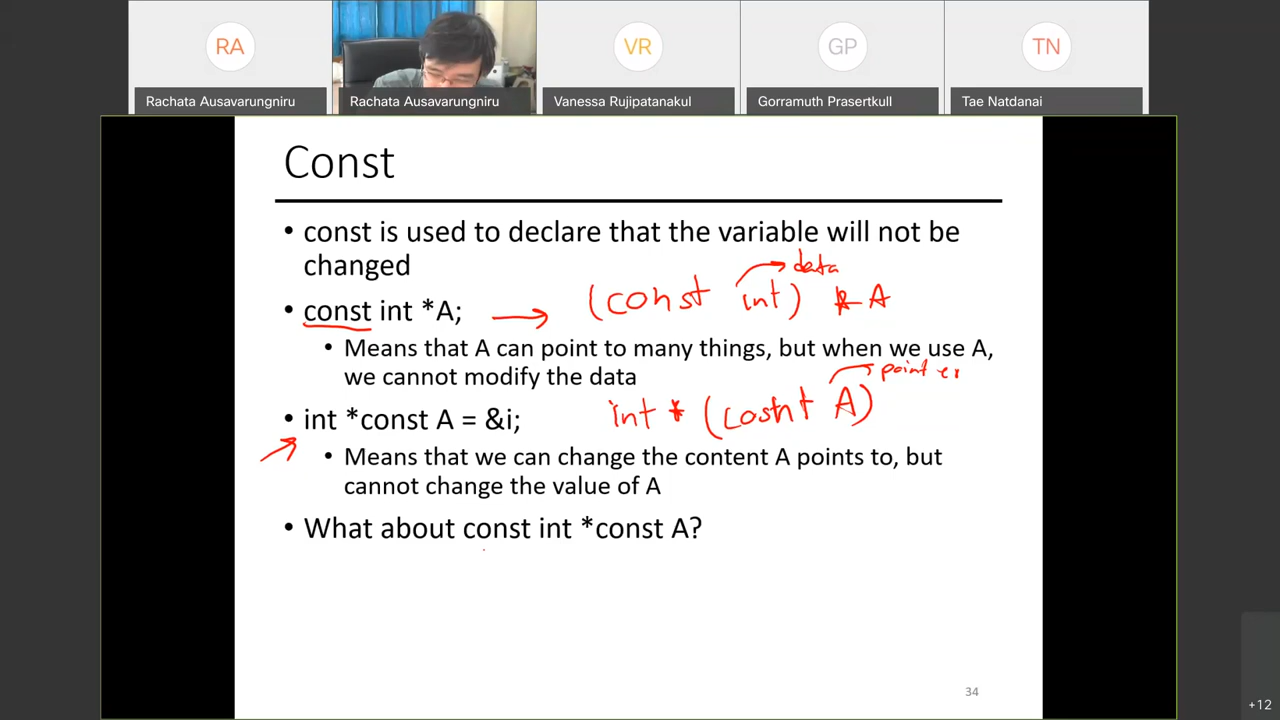 RA
VR
GP
TN
Rachata Ausavarungniru
Rachata Ausavarungniru
Vanessa Rujipatanakul
Gorramuth Prasertkull
Tae Natdanai
Const
• const is used to declare that the variable will not be
changed
data
• const int *A;
(const int) * A
• Means that A can point to many things, but when we use A,
we cannot modify the data
pointer
• int *const A = &i;
int * (cosnt A)
• Means that we can change the content A points to, but
cannot change the value of A
• What about const int *const A?
34
+12